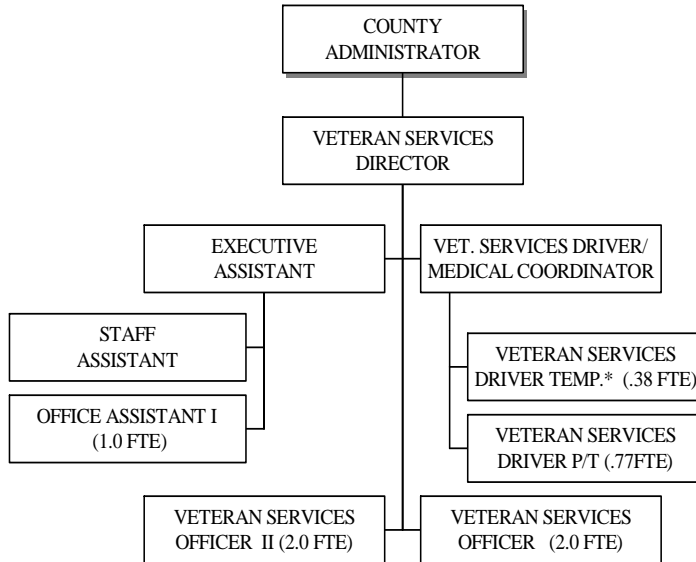 COUNTY
ADMINISTRATOR
VETERAN SERVICES
DIRECTOR
EXECUTIVE
ASSISTANT
VET. SERVICES DRIVER/
MEDICAL COORDINATOR
STAFF
ASSISTANT
VETERAN SERVICES
DRIVER TEMP.* (.38 FTE)
OFFICE ASSISTANT I
(1.0 FTE)
VETERAN SERVICES
DRIVER P/T (.77FTE)
VETERAN SERVICES
OFFICER II (2.0 FTE)
VETERAN SERVICES
OFFICER (2.0 FTE)